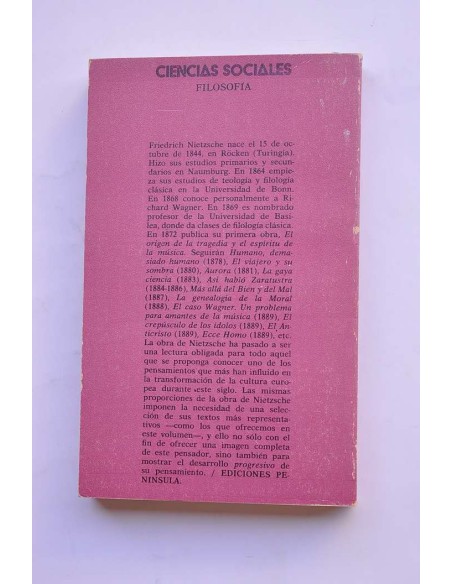 CIENCIAS SOCIALES
FILOSOFIA
Friedrich Nietzsche nace el 15 de oc-
tubre de 1844, en Röcken (Turingia).
Hizo sus estudios primarios y secun-
darios en Naumburg. En 1864 empie-
za sus estudios de teología y filología
clásica en la Universidad de Bonn.
En 1868 conoce personalmente a Ri-
chard Wagner. En 1869 es nombrado
profesor de la Universidad de Basi-
lea, donde da clases de filología clásica.
En 1872 publica su primera obra, El
origen de la tragedia y el espíritu de
la música. Seguirán Humano, dema-
siado humano (1878), El viajero y su
sombra (1880), Aurora (1881), La gaya
ciencia (1883), Así habló Zaratustra
(1884-1886), Más allá del Bien y del Mal
(1887), La genealogía de la Moral
(1888), El caso Wagner. Un problema
para amantes de la música (1889), El
crepúsculo de los ídolos (1889), El An-
ticristo (1889), Ecce Homo (1889), etc.
La obra de Nietzsche ha pasado a ser
una lectura obligada para todo aquel
que se proponga conocer uno de los
pensamientos que más han influido en
la transformación de la cultura euro-
pea durante este siglo. Las mismas
proporciones de la obra de Nietzsche
imponen la necesidad de una selec-
ción de sus textos más representa-
tivos —como los que ofrecemos en
este volumen—, y ello no sólo con el
fin de ofrecer una imagen completa
de este pensador, sino también para
mostrar el desarrollo progresivo de
su pensamiento. / EDICIONES PE-
NINSULA.